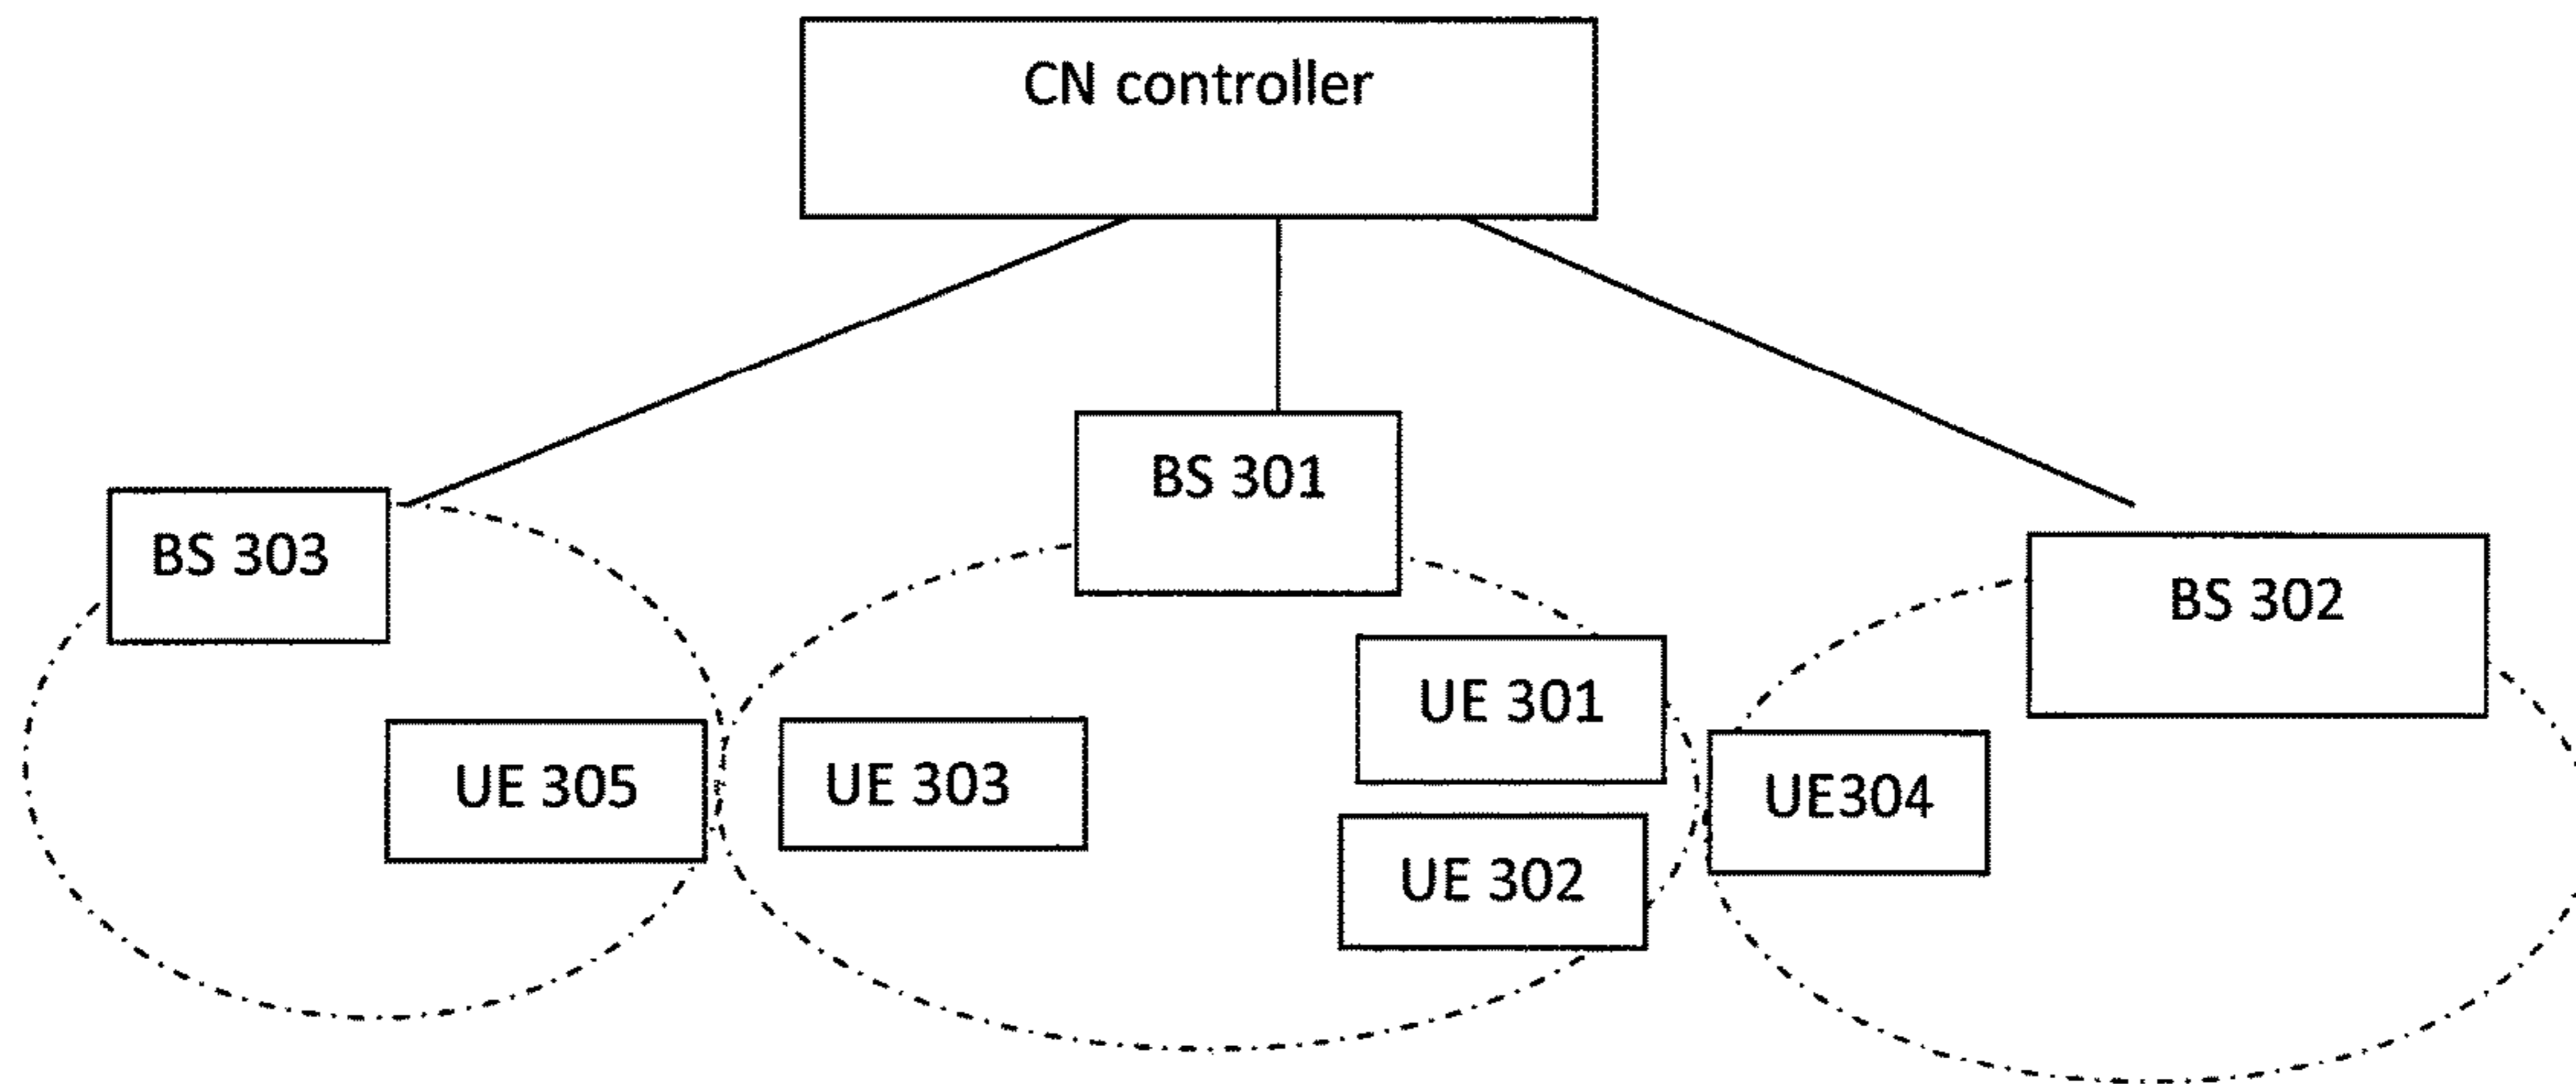 CN controller
BS 301
BS 303
BS 302
UE 301
UE 305
UE 303
UE304
UE 302